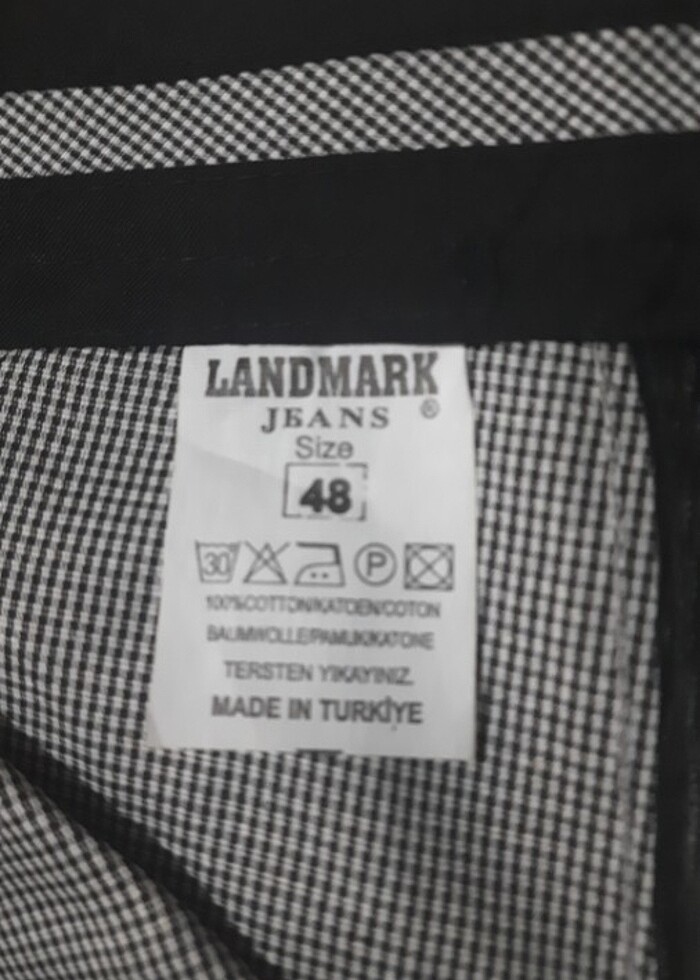 LANDMARK
JEANS ®
Size
48
30 P
100%COTTON/KATOEN/COTON
BAUMWOLLE/PAMUK/KATONE
TERSTEN YIKAYINIZ.
MADE IN TURKİYE